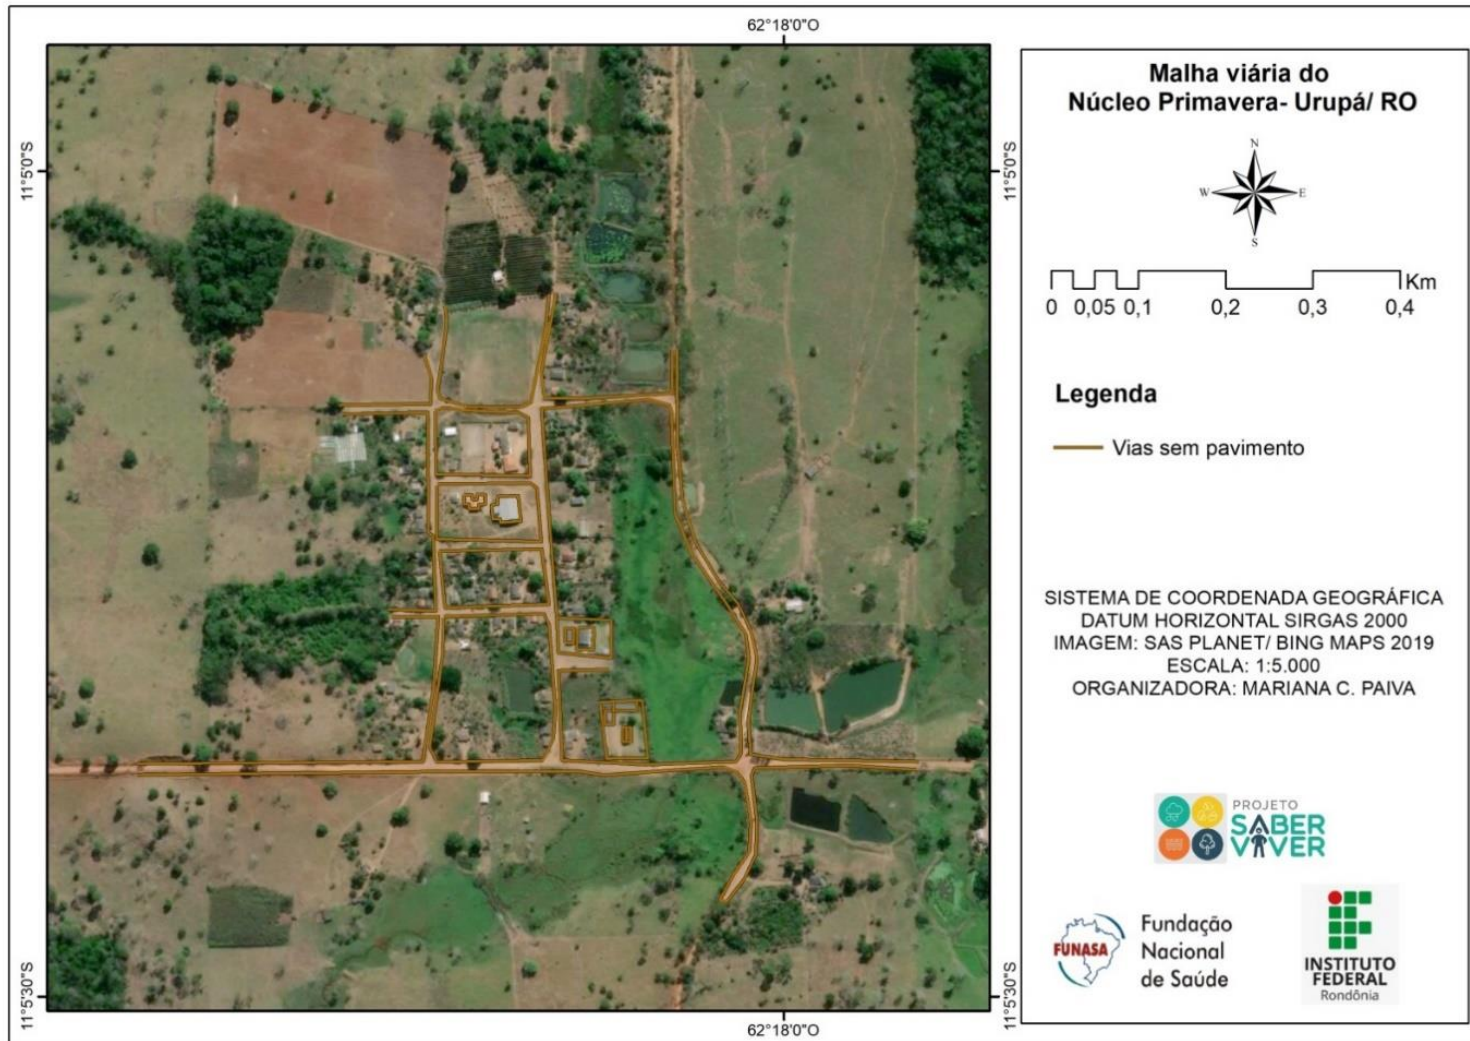 62°18'0"O
11°5'0"S
11°5'0"S
11°5'30"S
11°5'30"S
62°18'0"O
Malha viária do
Núcleo Primavera- Urupá/ RO
N
W
E
S
Km
0 0,05 0,1 0,2 0,3 0,4
Legenda
Vias sem pavimento
SISTEMA DE COORDENADA GEOGRÁFICA
DATUM HORIZONTAL SIRGAS 2000
IMAGEM: SAS PLANET/ BING MAPS 2019
ESCALA: 1:5.000
ORGANIZADORA: MARIANA C. PAIVA
PROJETO
SABER
VIVER
FUNASA
Fundação
Nacional
de Saúde
INSTITUTO
FEDERAL
Rondônia